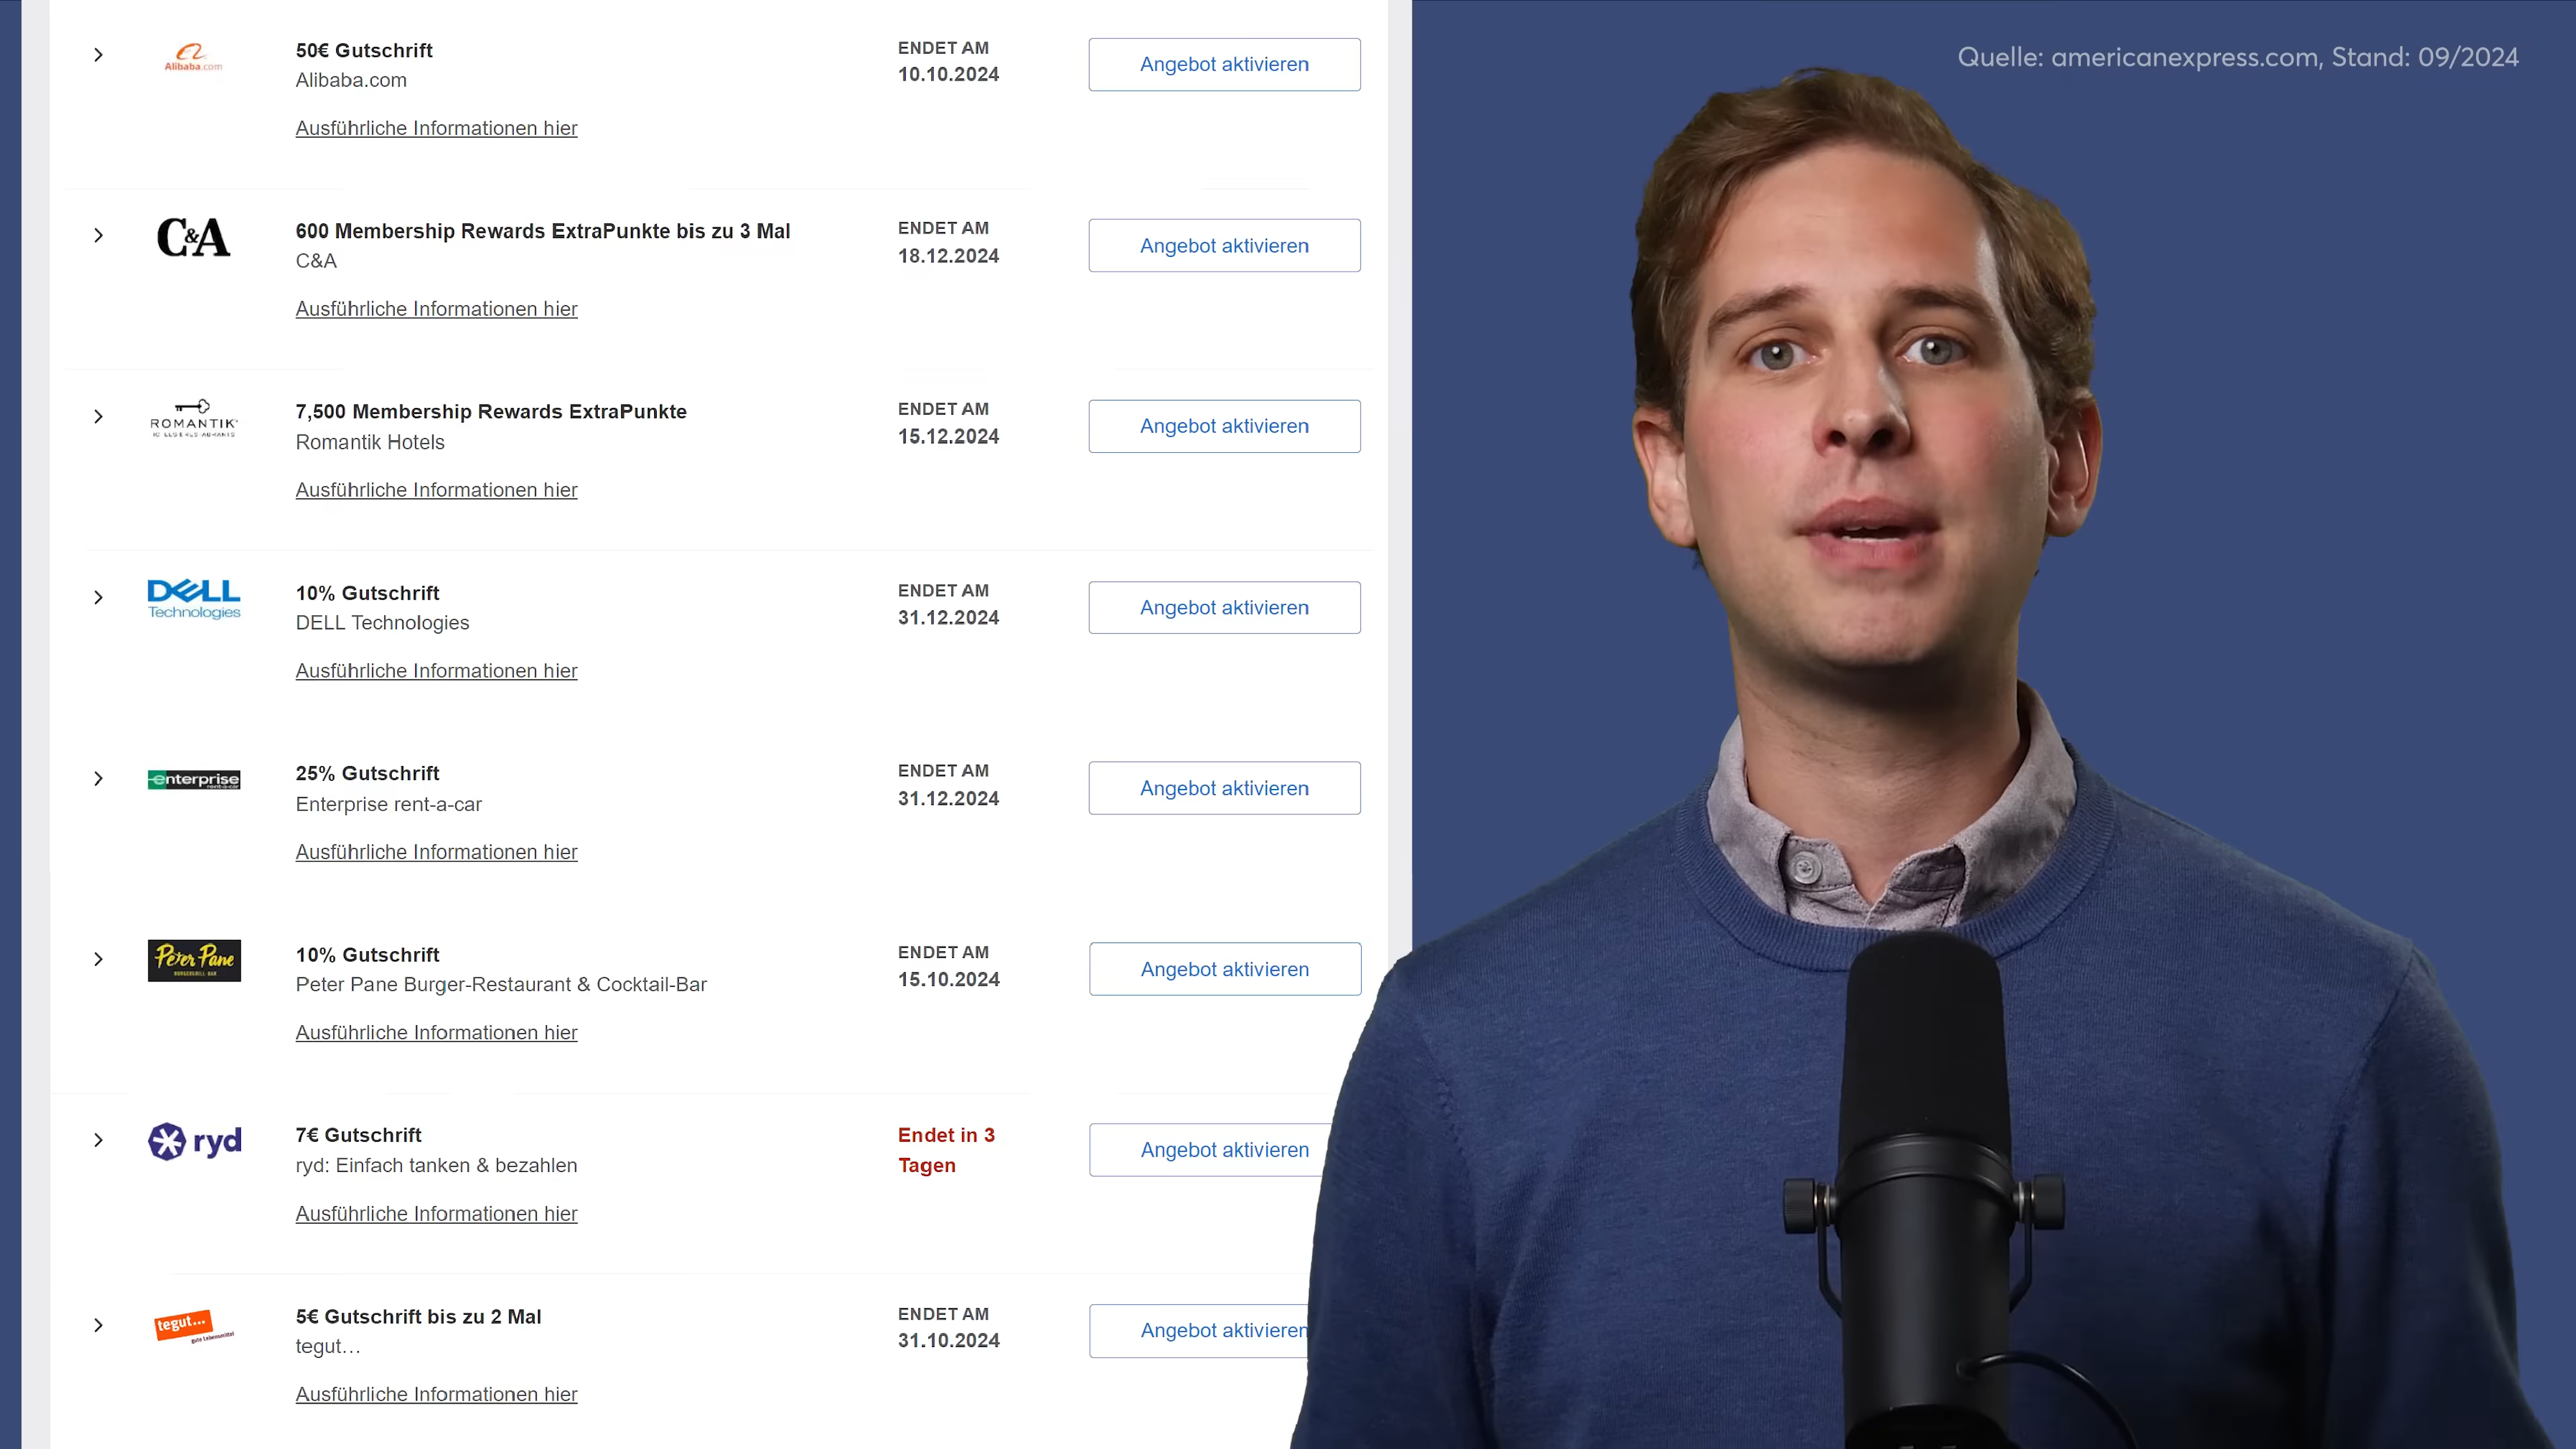 Quelle: americanexpress.com, Stand: 09/2024
Alibaba.com
50€ Gutschrift
Alibaba.com
Ausführliche Informationen hier
ENDET AM
10.10.2024
Angebot aktivieren
C&A
600 Membership Rewards ExtraPunkte bis zu 3 Mal
C&A
Ausführliche Informationen hier
ENDET AM
18.12.2024
Angebot aktivieren
ROMANTIK
7,500 Membership Rewards ExtraPunkte
Romantik Hotels
Ausführliche Informationen hier
ENDET AM
15.12.2024
Angebot aktivieren
DELL
Technologies
10% Gutschrift
DELL Technologies
Ausführliche Informationen hier
ENDET AM
31.12.2024
Angebot aktivieren
enterprise
rent-a-car
25% Gutschrift
Enterprise rent-a-car
Ausführliche Informationen hier
ENDET AM
31.12.2024
Angebot aktivieren
Peter Pane
BURGERGRILL BAR
10% Gutschrift
Peter Pane Burger-Restaurant & Cocktail-Bar
Ausführliche Informationen hier
ENDET AM
15.10.2024
Angebot aktivieren
ryd
7€ Gutschrift
ryd: Einfach tanken & bezahlen
Ausführliche Informationen hier
Endet in 3
Tagen
Angebot aktivieren
tegut...
gute Lebensmittel
5€ Gutschrift bis zu 2 Mal
tegut…
Ausführliche Informationen hier
ENDET AM
31.10.2024
Angebot aktivieren